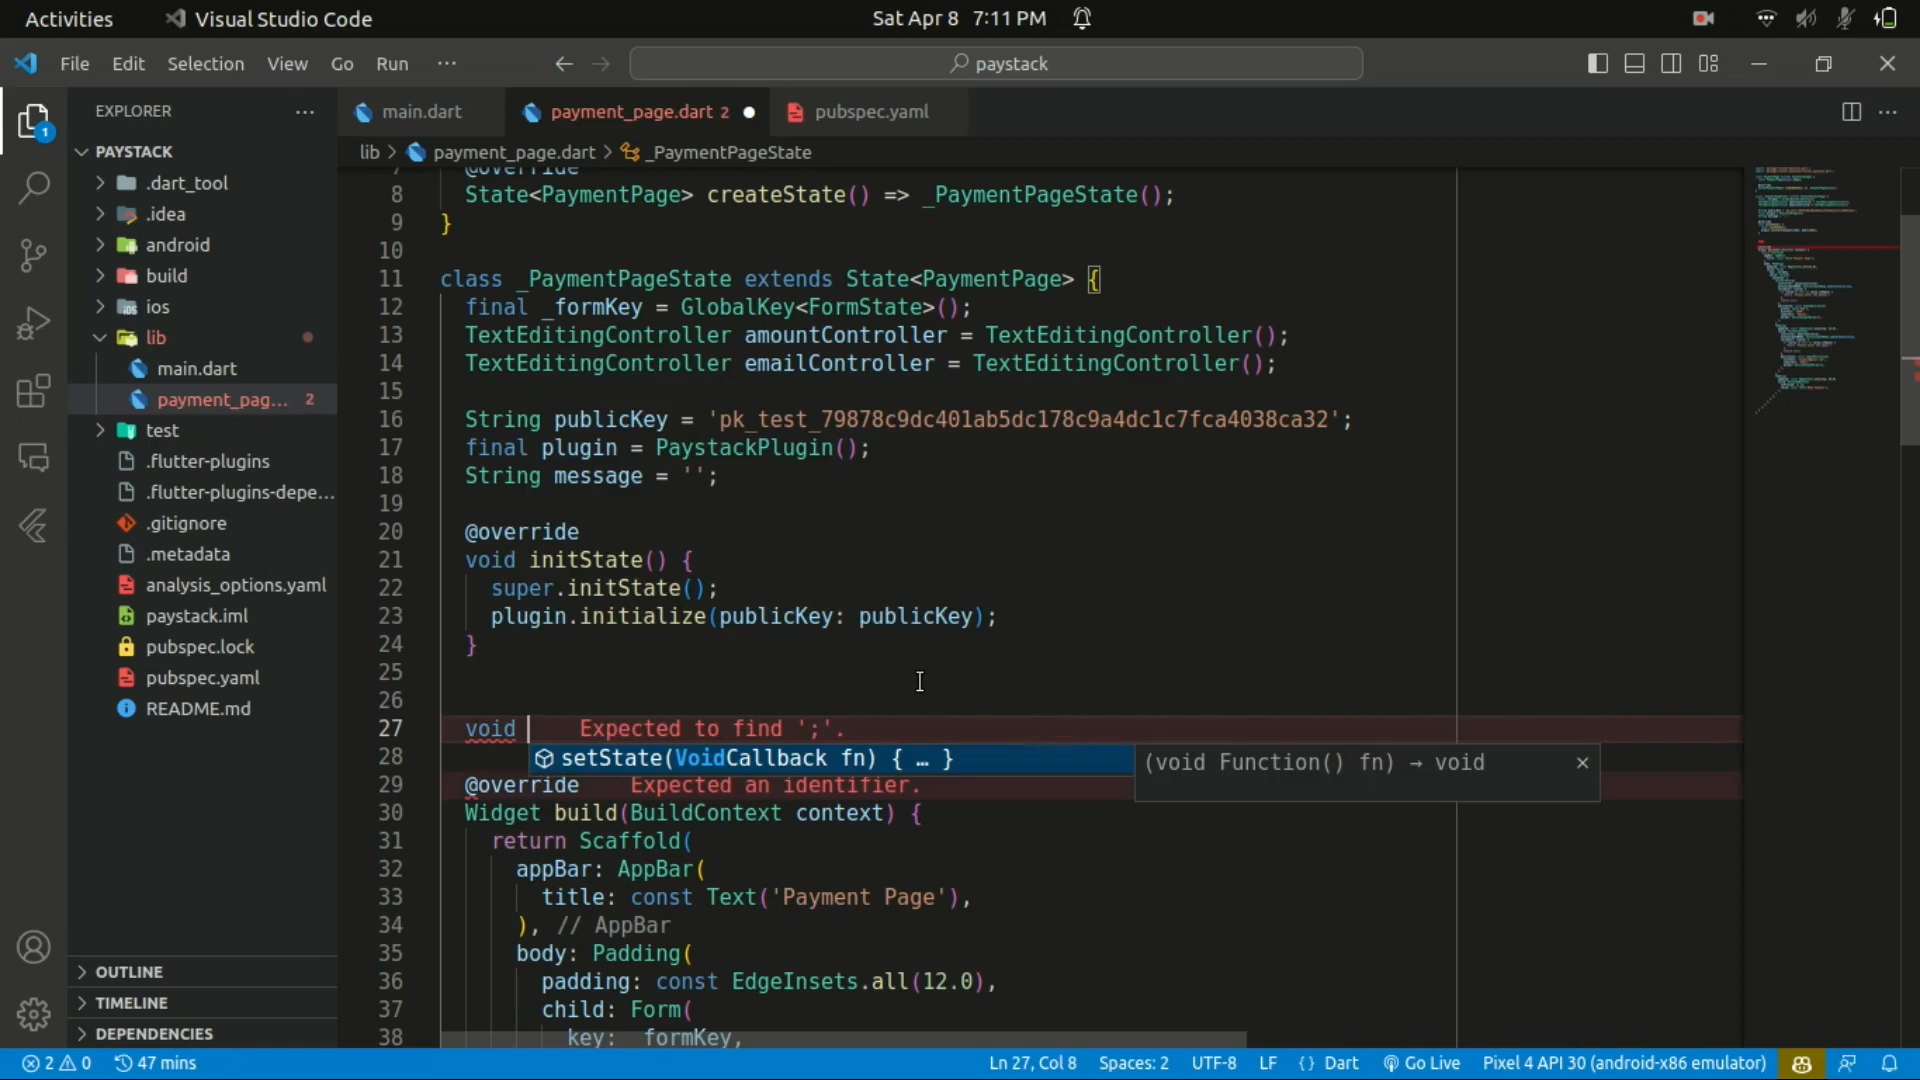 Activities
Visual Studio Code
Sat Apr 8 7:11 PM
File Edit Selection View Go Run ···
paystack
EXPLORER
main.dart
payment_page.dart 2
pubspec.yaml
lib > payment_page.dart > _PaymentPageState
PAYSTACK
.dart_tool
.idea
android
build
ios
lib
main.dart
payment_pag... 2
test
.flutter-plugins
.flutter-plugins-depe...
.gitignore
.metadata
analysis_options.yaml
paystack.iml
pubspec.lock
pubspec.yaml
README.md
OUTLINE
TIMELINE
DEPENDENCIES
7 @override
8 State<PaymentPage> createState() => _PaymentPageState();
9 }
10
11 class _PaymentPageState extends State<PaymentPage> {
12 final _formKey = GlobalKey<FormState>();
13 TextEditingController amountController = TextEditingController();
14 TextEditingController emailController = TextEditingController();
15
16 String publicKey = 'pk_test_79878c9dc401ab5dc178c9a4dc1c7fca4038ca32';
17 final plugin = PaystackPlugin();
18 String message = '';
19
20 @override
21 void initState() {
22 super.initState();
23 plugin.initialize(publicKey: publicKey);
24 }
25
26
27 void Expected to find ';'.
28 setState(VoidCallback fn) { … } (void Function() fn) → void
29 @override Expected an identifier.
30 Widget build(BuildContext context) {
31 return Scaffold(
32 appBar: AppBar(
33 title: const Text('Payment Page'),
34 ), // AppBar
35 body: Padding(
36 padding: const EdgeInsets.all(12.0),
37 child: Form(
38 key: _formKey,
2 0 47 mins
Ln 27, Col 8 Spaces: 2 UTF-8 LF {} Dart Go Live Pixel 4 API 30 (android-x86 emulator)
1